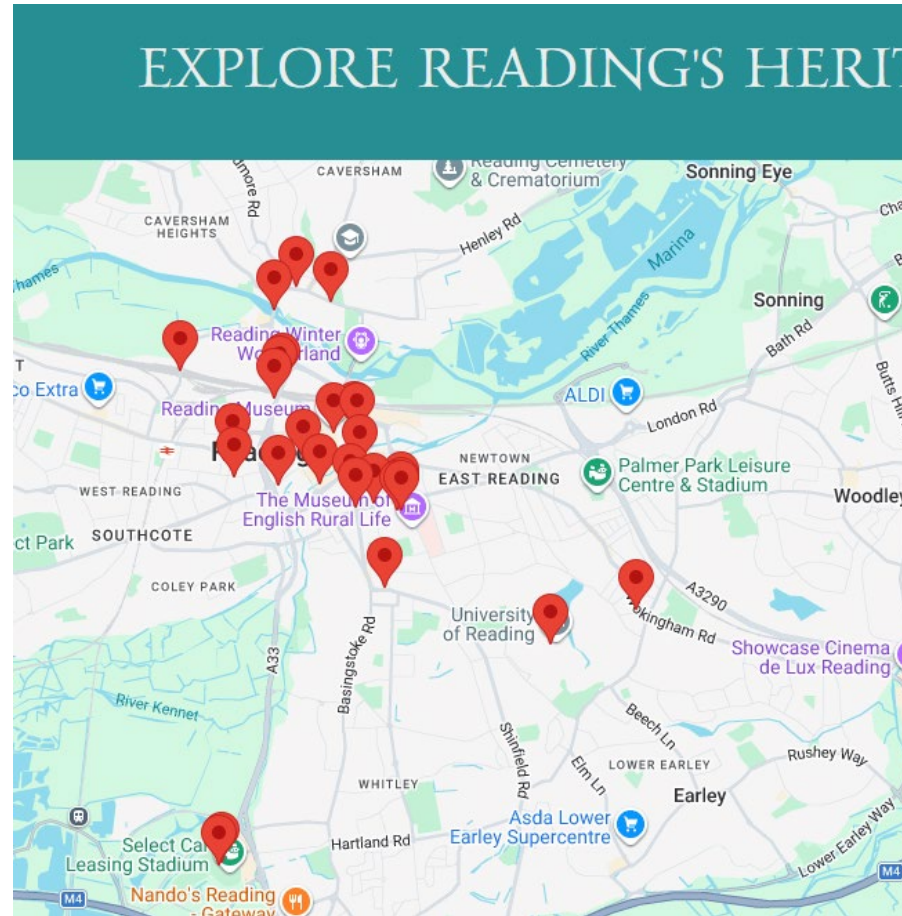 EXPLORE READING'S HERIT
CAVERSHAM
Reading Cemetery
& Crematorium
Sonning Eye
CAVERSHAM
HEIGHTS
Henley Rd
Marina
Thames
River Thames
Sonning
Bath Rd
Reading Winter
Butts Hil
co Extra
ALDI
Reading Museum
London Rd
NEWTOWN
EAST READING
Palmer Park Leisure
Centre & Stadium
WEST READING
The Museum of
English Rural Life
Woodley
SOUTHCOTE
ct Park
COLEY PARK
A3290
University
of Reading
Wokingham Rd
Basingstoke Rd
A33
Showcase Cinema
de Lux Reading
River Kennet
Shinfield Rd
Beech Ln
Elm Ln
LOWER EARLEY
Rushey Way
WHITLEY
Earley
Asda Lower
Earley Supercentre
Hartland Rd
Select Car
Leasing Stadium
Lower Earley Way
M4
M4
Nando's Reading
- Gateway